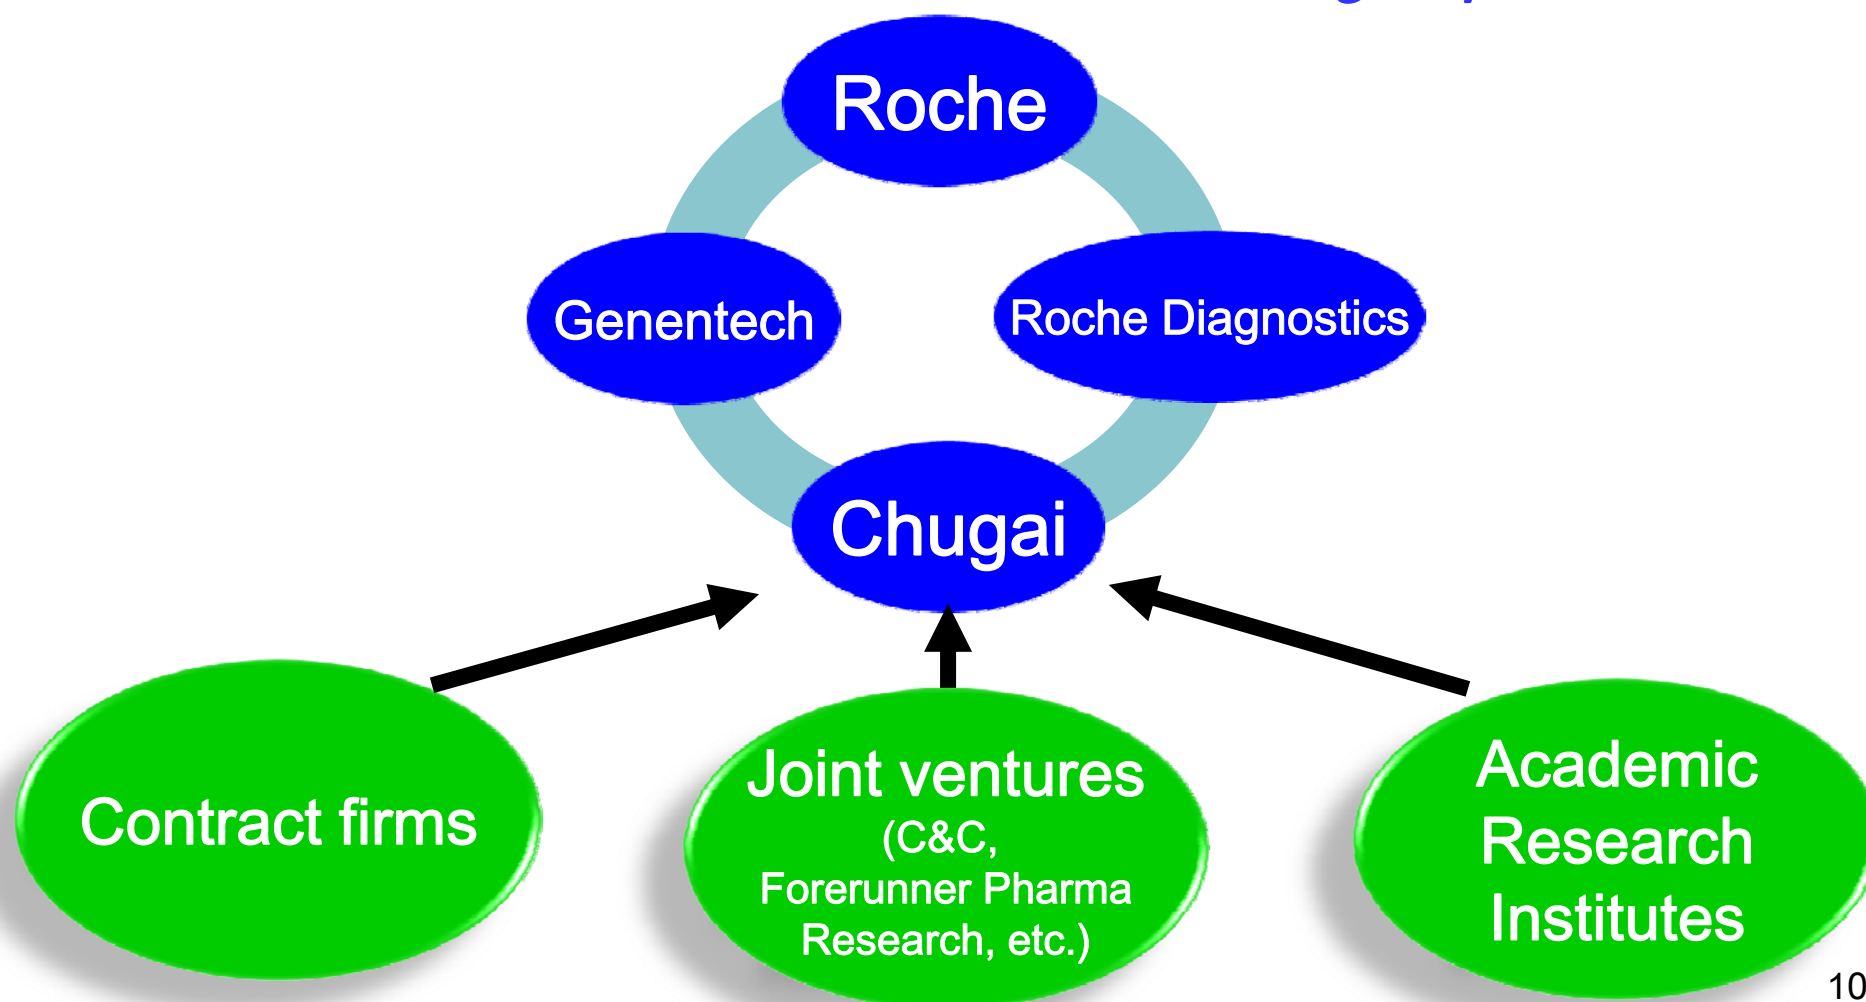 Roche
Genentech
Roche Diagnostics
Chugai
Contract firms
Joint ventures
(C&C,
Forerunner Pharma
Research, etc.)
Academic
Research
Institutes
10